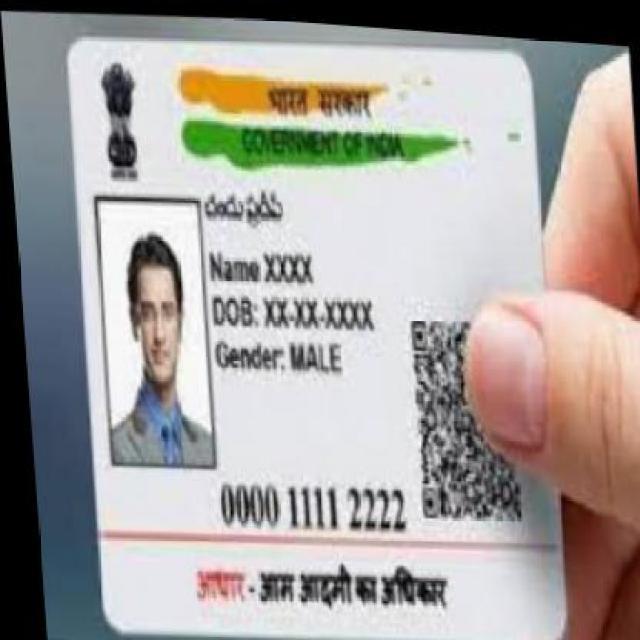 भारत सरकार
GOVERNMENT OF INDIA
Name XXXX
DOB: XX-XX-XXXX
Gender: MALE
0000 1111 2222
आधार - आम आदमी का अधिकार